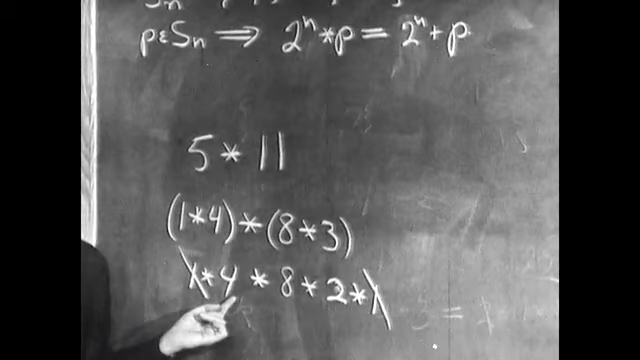 p ε Sₙ ⟹ 2ⁿ * p = 2ⁿ + p
5 * 11
(1 * 4) * (8 * 3)
1 * 4 * 8 * 2 * 1